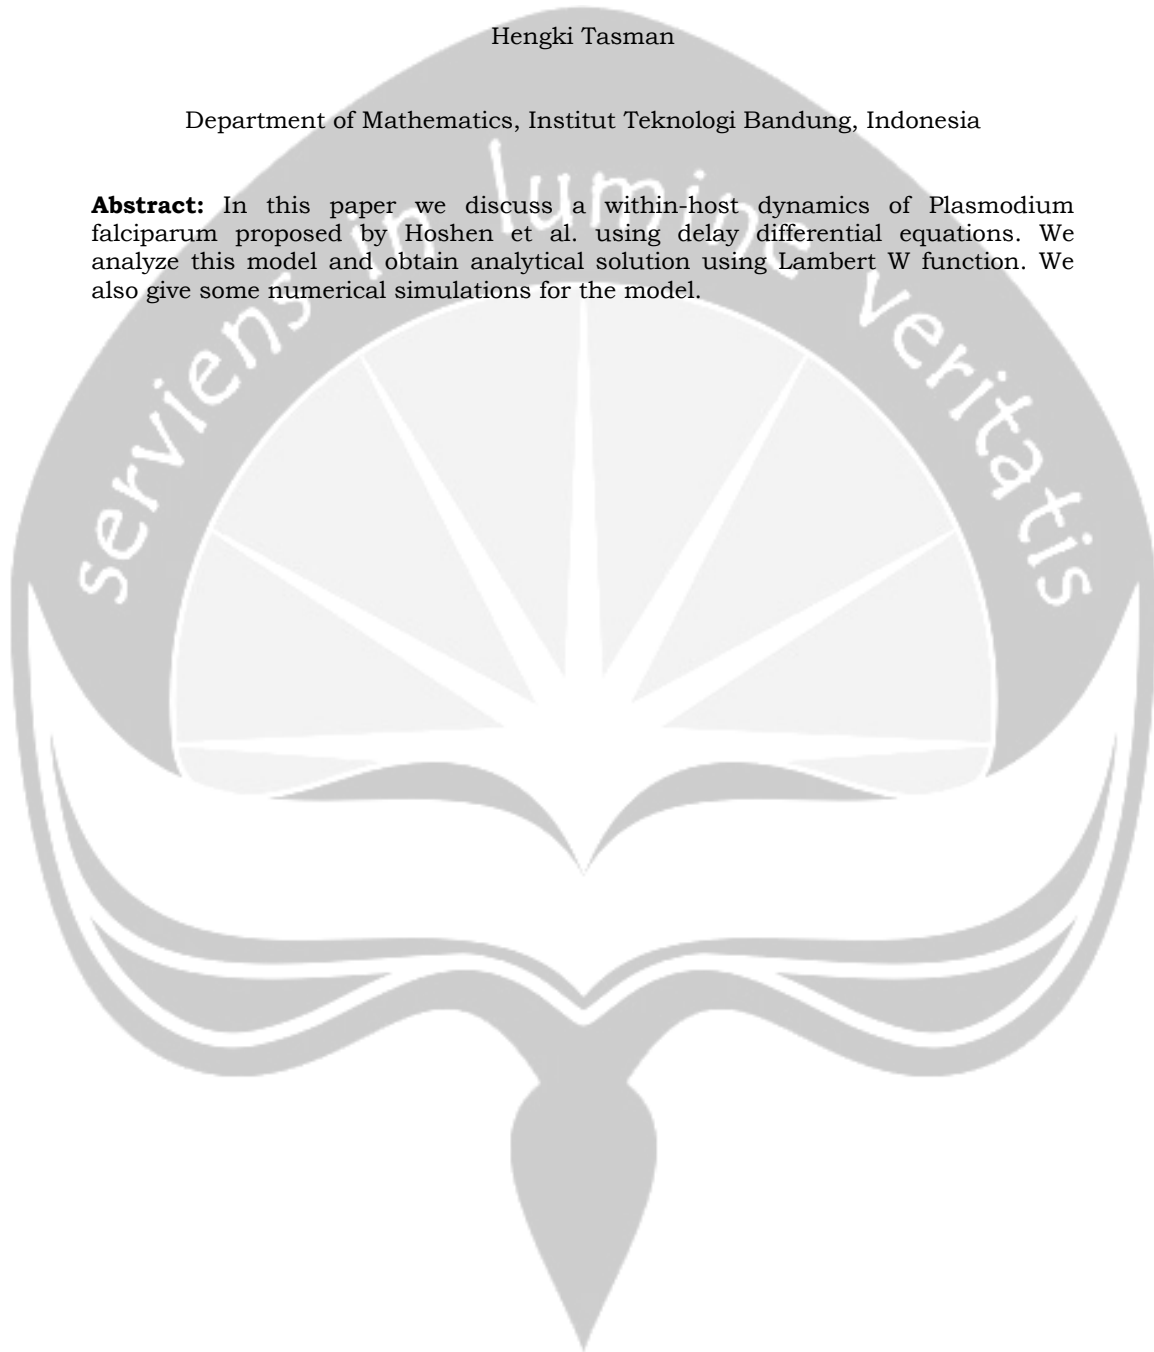 Hengki Tasman
Department of Mathematics, Institut Teknologi Bandung, Indonesia
Abstract: In this paper we discuss a within-host dynamics of Plasmodium
falciparum proposed by Hoshen et al. using delay differential equations. We
analyze this model and obtain analytical solution using Lambert W function. We
also give some numerical simulations for the model.
serviens in lumine veritatis